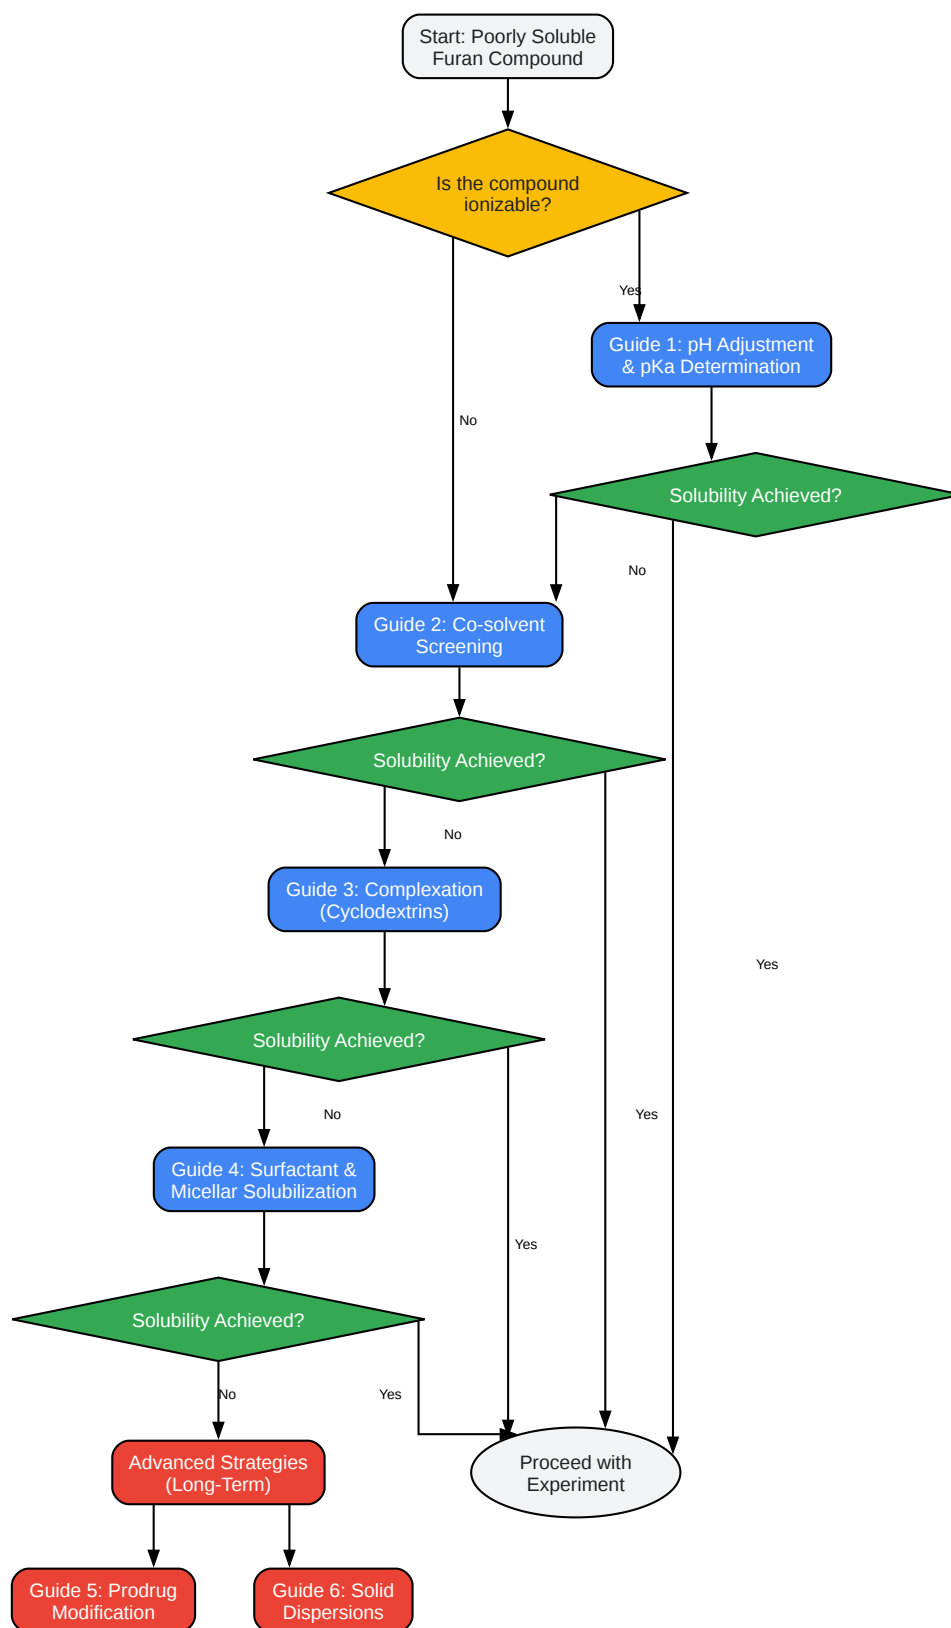 Start: Poorly Soluble
Furan Compound
Is the compound
ionizable?
Yes
Guide 1: pH Adjustment
& pKa Determination
No
Solubility Achieved?
No
Guide 2: Co-solvent
Screening
Solubility Achieved?
No
Guide 3: Complexation
(Cyclodextrins)
Yes
Solubility Achieved?
No
Yes
Guide 4: Surfactant &
Micellar Solubilization
Yes
Solubility Achieved?
No
Yes
Advanced Strategies
(Long-Term)
Proceed with
Experiment
Guide 5: Prodrug
Modification
Guide 6: Solid
Dispersions